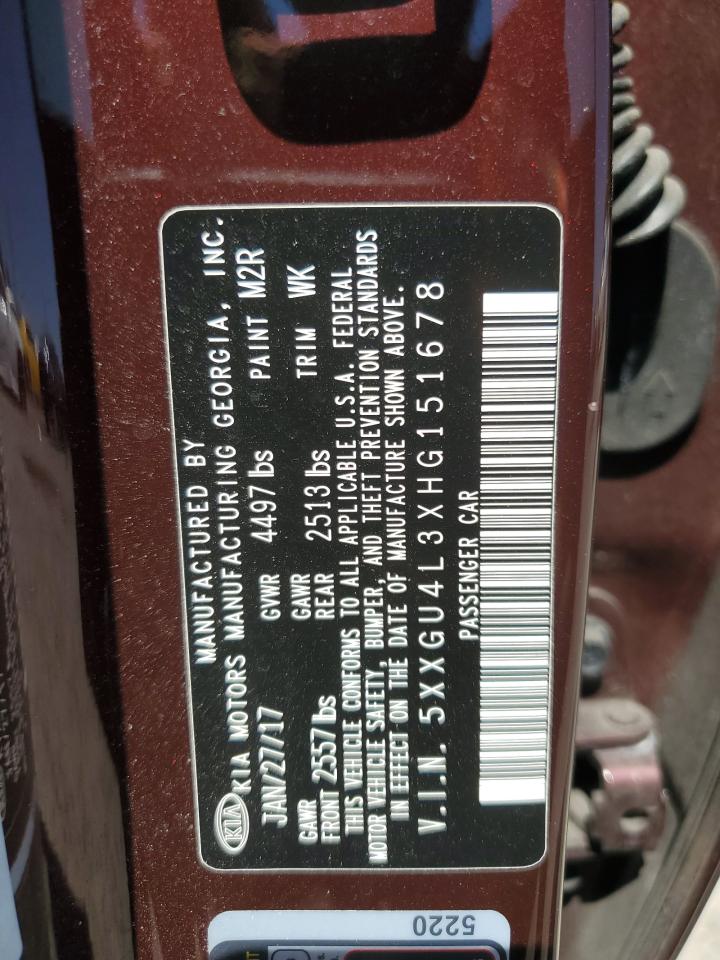 MANUFACTURED BY
KIA KIA MOTORS MANUFACTURING GEORGIA, INC.
JAN/27/17 GVWR 4497 lbs PAINT M2R
GAWR FRONT 2557 lbs GAWR REAR 2513 lbs TRIM WK
THIS VEHICLE CONFORMS TO ALL APPLICABLE U.S.A. FEDERAL
MOTOR VEHICLE SAFETY, BUMPER, AND THEFT PREVENTION STANDARDS
IN EFFECT ON THE DATE OF MANUFACTURE SHOWN ABOVE.
V.I.N. 5XXGU4L3XHG151678
PASSENGER CAR
5220